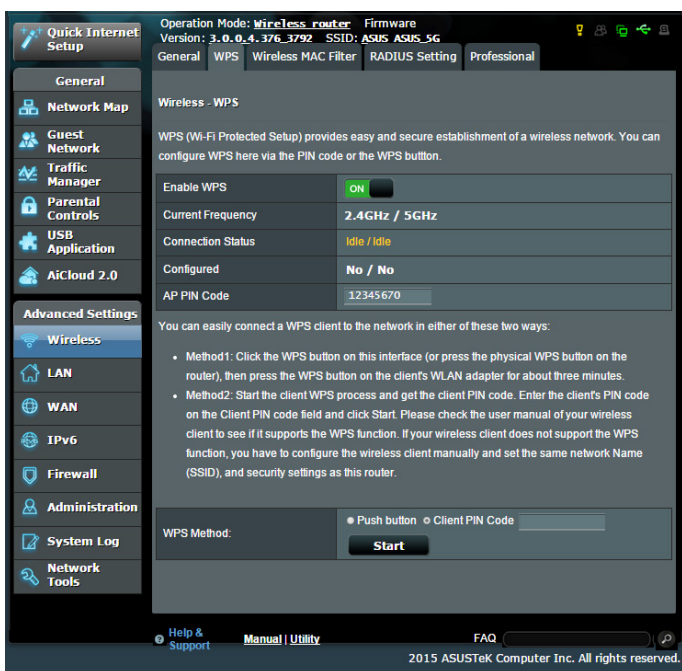 Quick Internet
Setup
Operation Mode: Wireless router Firmware
Version: 3.0.0.4.376_3792 SSID: ASUS ASUS_5G
General WPS Wireless MAC Filter RADIUS Setting Professional
General
Network Map
Guest
Network
Traffic
Manager
Parental
Controls
USB
Application
AiCloud 2.0
Advanced Settings
Wireless
LAN
WAN
IPv6
Firewall
Administration
System Log
Network
Tools
Wireless - WPS
WPS (Wi-Fi Protected Setup) provides easy and secure establishment of a wireless network. You can
configure WPS here via the PIN code or the WPS buttton.
Enable WPS ON
Current Frequency 2.4GHz / 5GHz
Connection Status Idle / Idle
Configured No / No
AP PIN Code 12345670
You can easily connect a WPS client to the network in either of these two ways:
• Method1: Click the WPS button on this interface (or press the physical WPS button on the
router), then press the WPS button on the client's WLAN adapter for about three minutes.
• Method2: Start the client WPS process and get the client PIN code. Enter the client's PIN code
on the Client PIN code field and click Start. Please check the user manual of your wireless
client to see if it supports the WPS function. If your wireless client does not support the WPS
function, you have to configure the wireless client manually and set the same network Name
(SSID), and security settings as this router.
WPS Method: Push button Client PIN Code
Start
Help &
Support
Manual | Utility
FAQ
2015 ASUSTeK Computer Inc. All rights reserved.